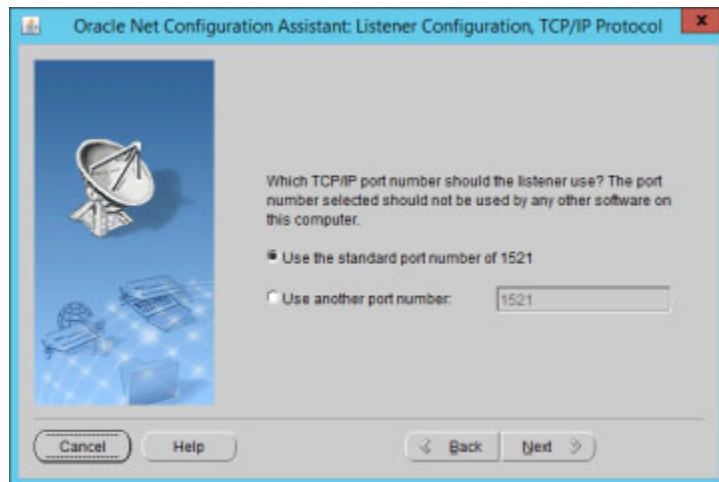 Oracle Net Configuration Assistant: Listener Configuration, TCP/IP Protocol
x
Which TCP/IP port number should the listener use? The port
number selected should not be used by any other software on
this computer.
Use the standard port number of 1521
Use another port number: 1521
Cancel Help Back Next